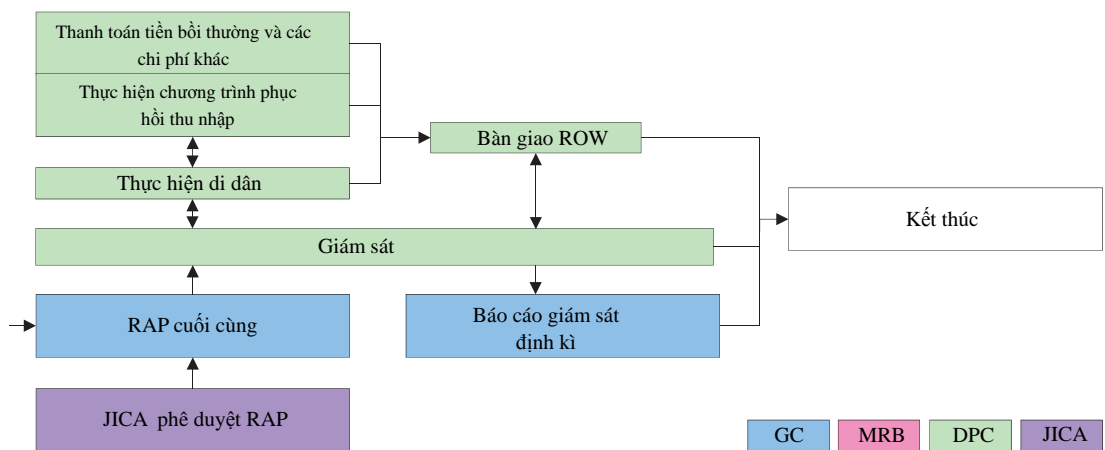 Thanh toán tiền bồi thường và các
chi phí khác
Thực hiện chương trình phục
hồi thu nhập
Bàn giao ROW
Thực hiện di dân
Kết thúc
Giám sát
RAP cuối cùng
Báo cáo giám sát
định kì
JICA phê duyệt RAP
GC MRB DPC JICA